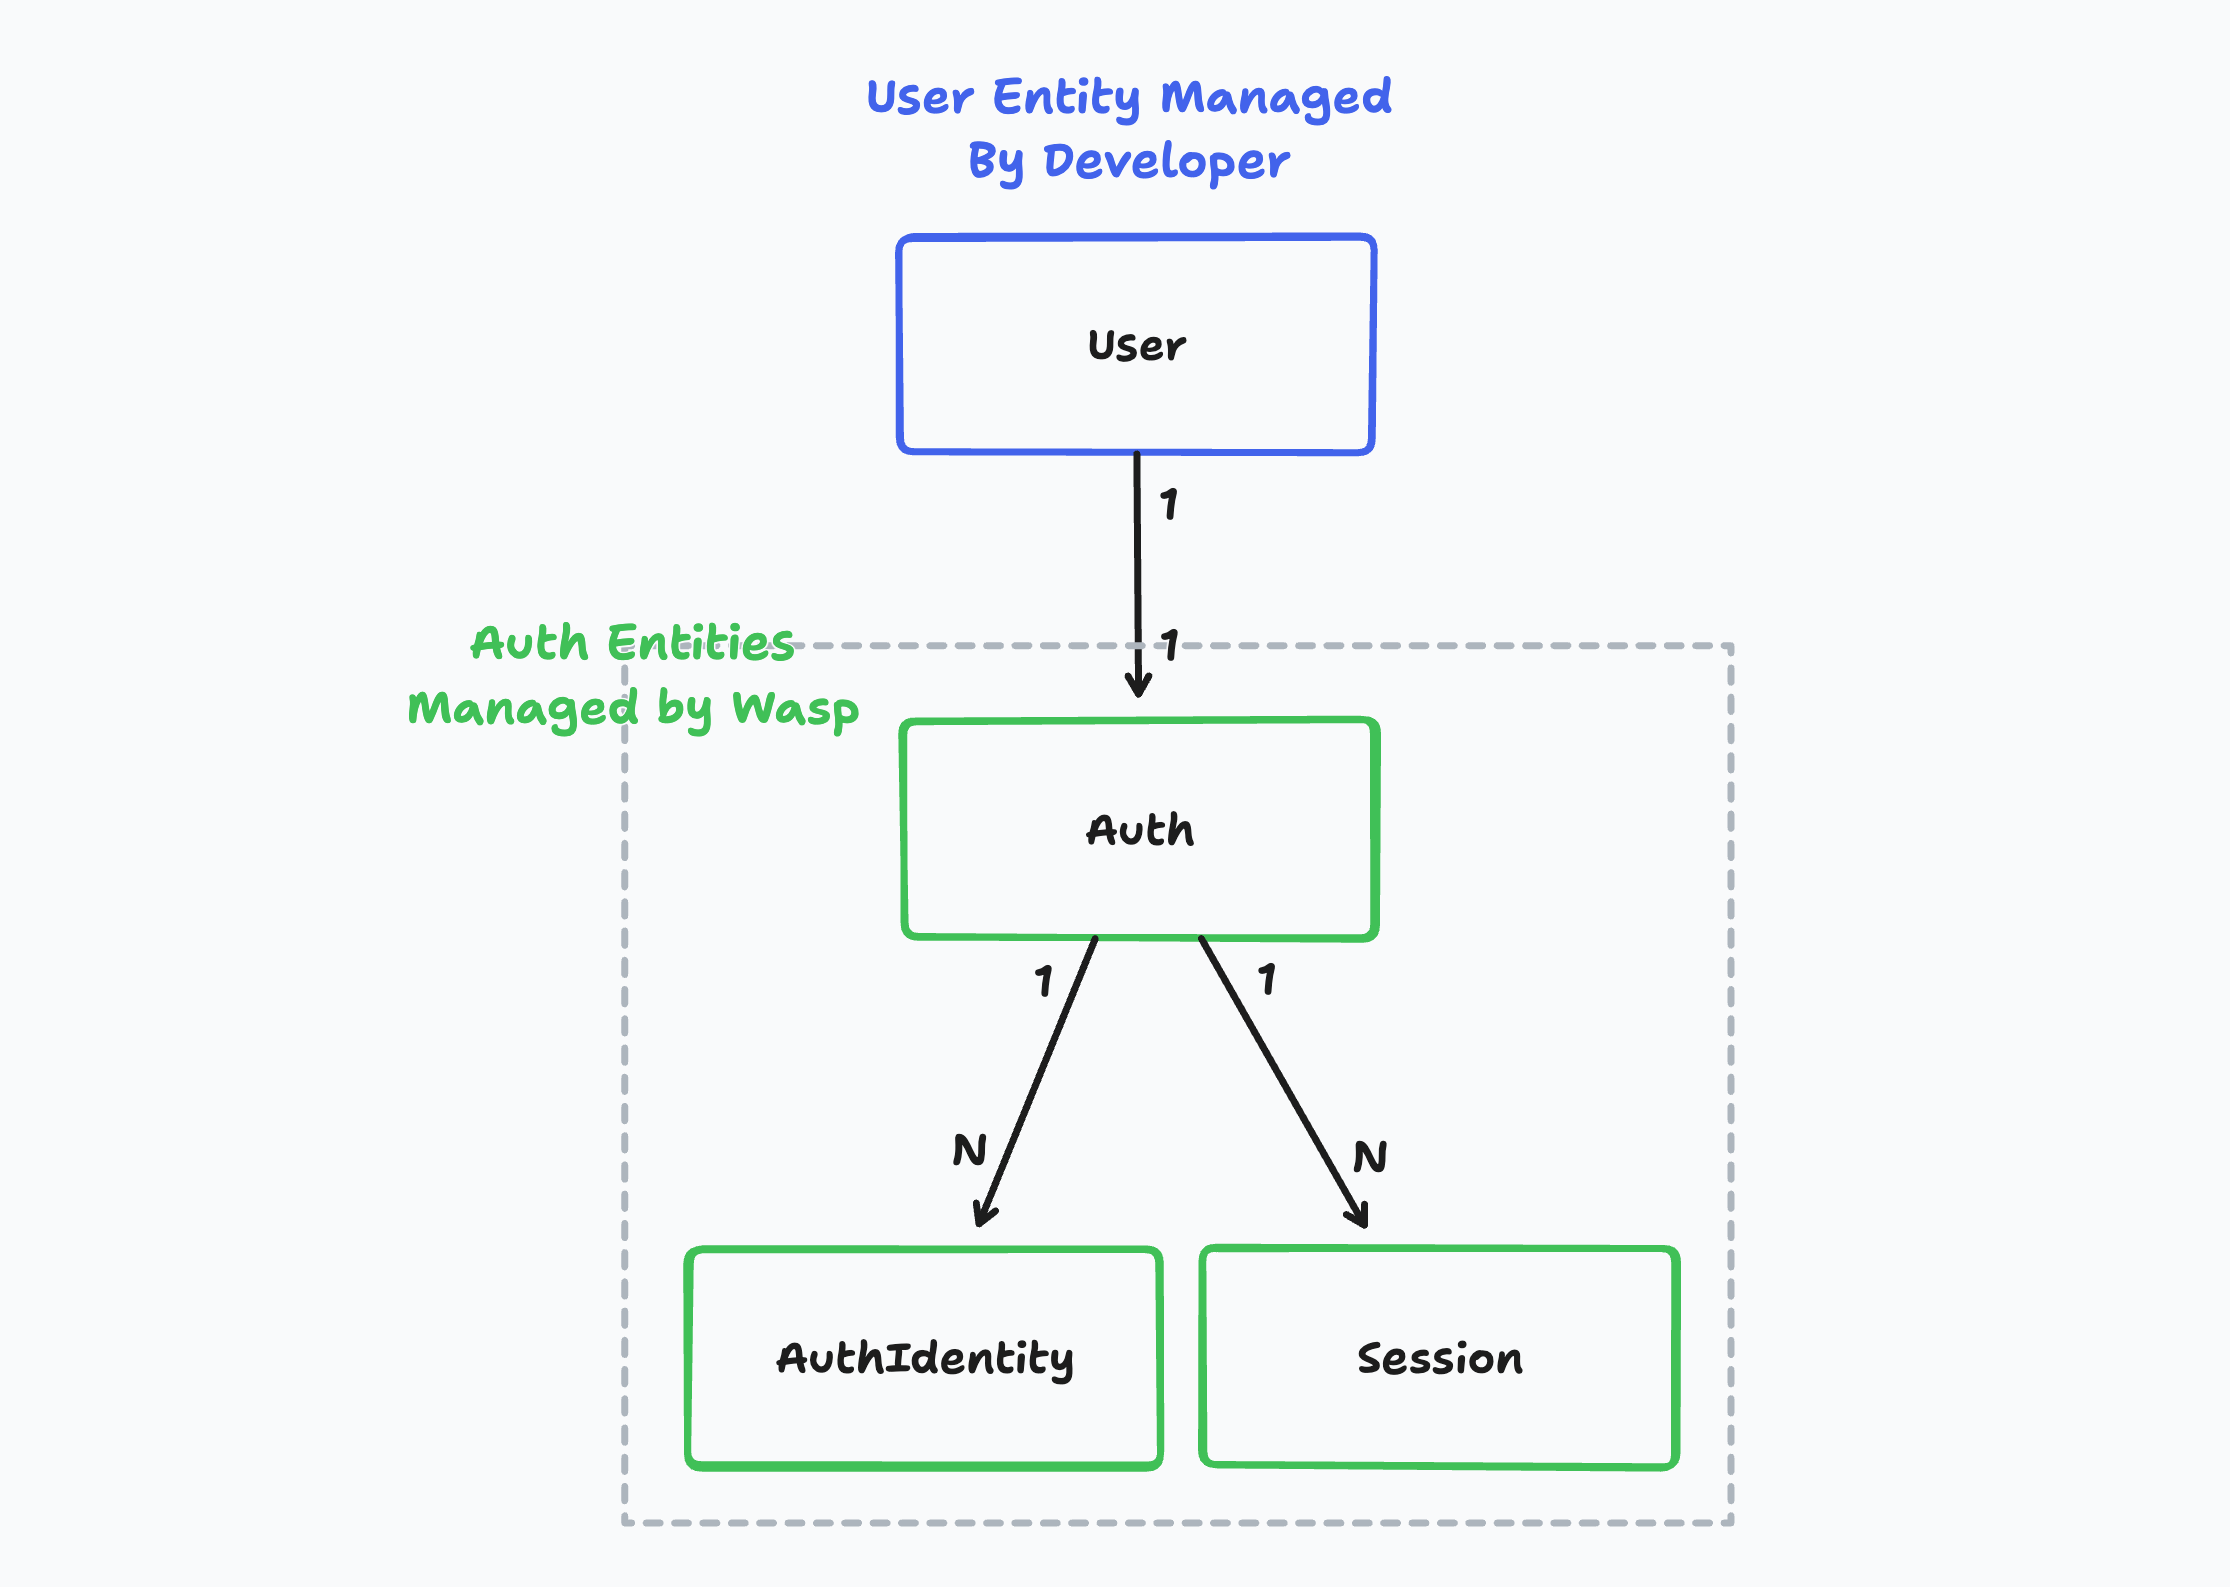 User Entity Managed
By Developer
User
1
1
Auth Entities
Managed by Wasp
Auth
1
1
N
N
AuthIdentity
Session